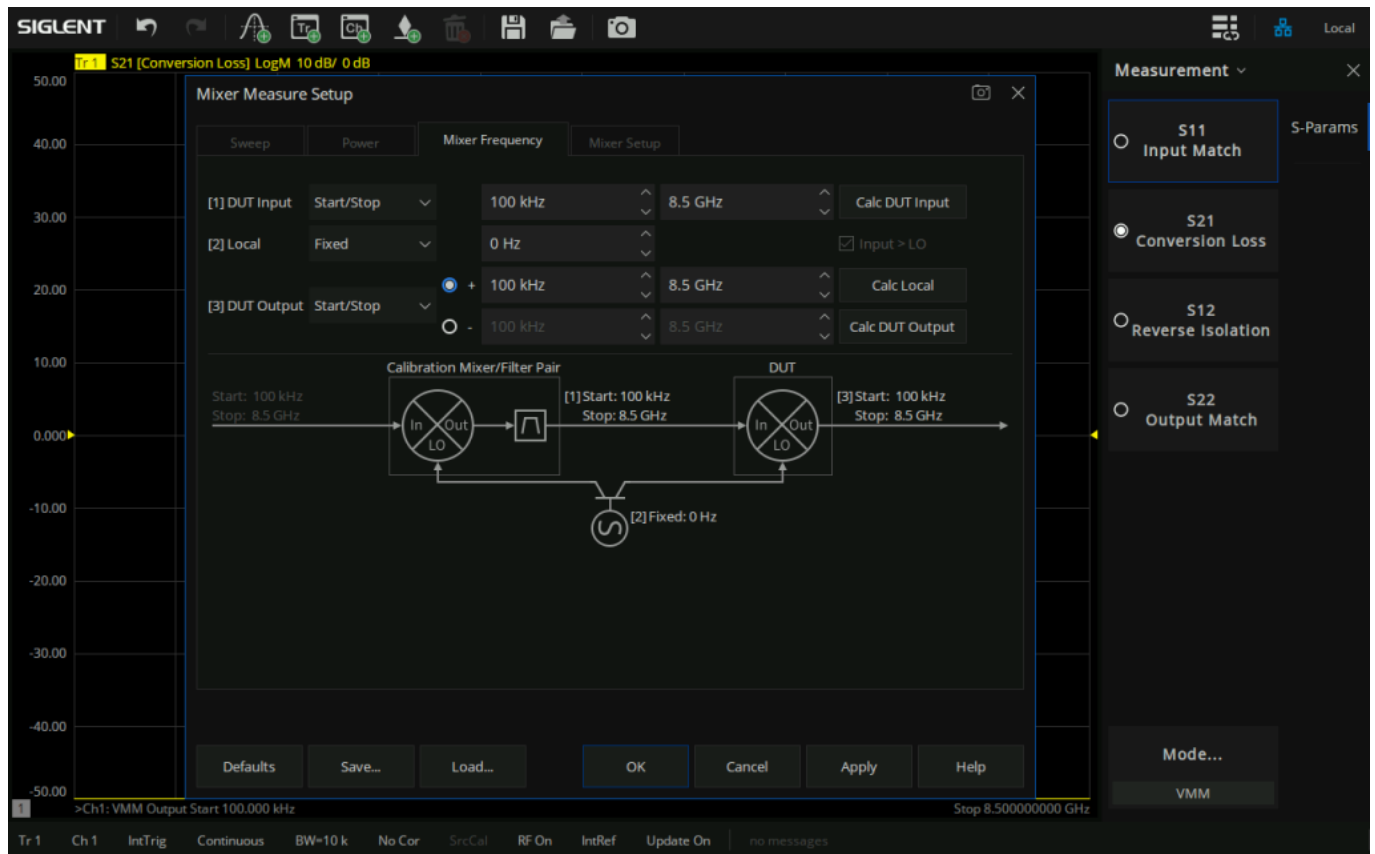 SIGLENT Tr Ch Local
Tr 1 S21 [Conversion Loss] LogM 10 dB/ 0 dB
50.00
40.00
30.00
20.00
10.00
0.000
-10.00
-20.00
-30.00
-40.00
-50.00
Mixer Measure Setup
Sweep Power Mixer Frequency Mixer Setup
[1] DUT Input Start/Stop 100 kHz 8.5 GHz Calc DUT Input
[2] Local Fixed 0 Hz Input > LO
[3] DUT Output Start/Stop + 100 kHz 8.5 GHz Calc Local
- 100 kHz 8.5 GHz Calc DUT Output
Calibration Mixer/Filter Pair DUT
Start: 100 kHz [1]Start: 100 kHz [3]Start: 100 kHz
Stop: 8.5 GHz Stop: 8.5 GHz Stop: 8.5 GHz
In Out In Out
LO LO
[2]Fixed: 0 Hz
Defaults Save... Load... OK Cancel Apply Help
1 >Ch1: VMM Output Start 100.000 kHz Stop 8.500000000 GHz
Measurement
S-Params
S11
Input Match
S21
Conversion Loss
S12
Reverse Isolation
S22
Output Match
Mode...
VMM
Tr 1 Ch 1 IntTrig Continuous BW=10 k No Cor SrcCal RF On IntRef Update On no messages